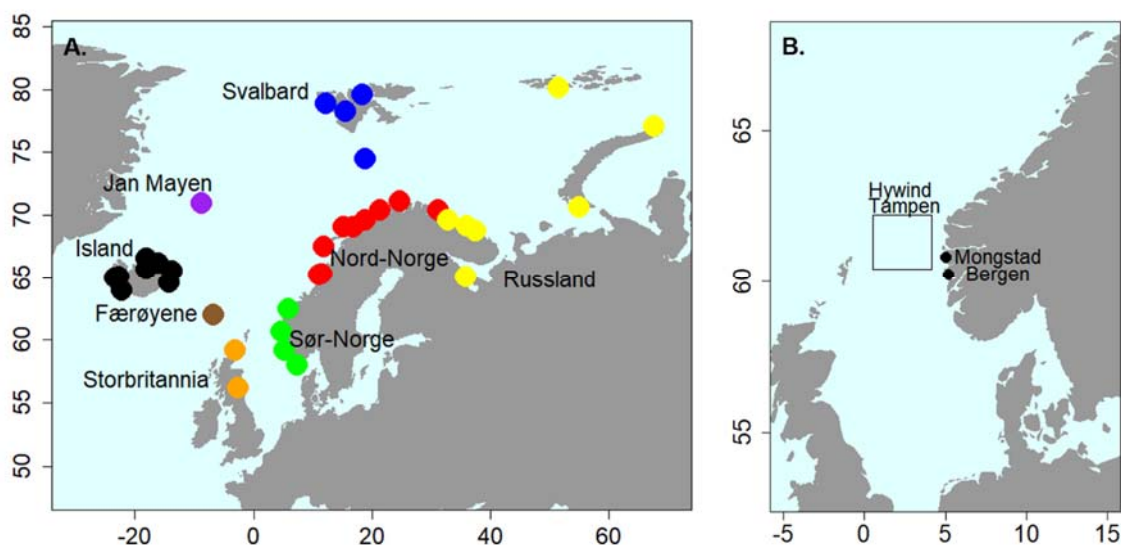 A.
85
80
75
70
65
60
55
50
-20
0
20
40
60
Svalbard
Jan Mayen
Island
Nord-Norge
Russland
Færøyene
Sør-Norge
Storbritannia
B.
65
60
55
-5
0
5
10
15
Hywind
Tampen
Mongstad
Bergen